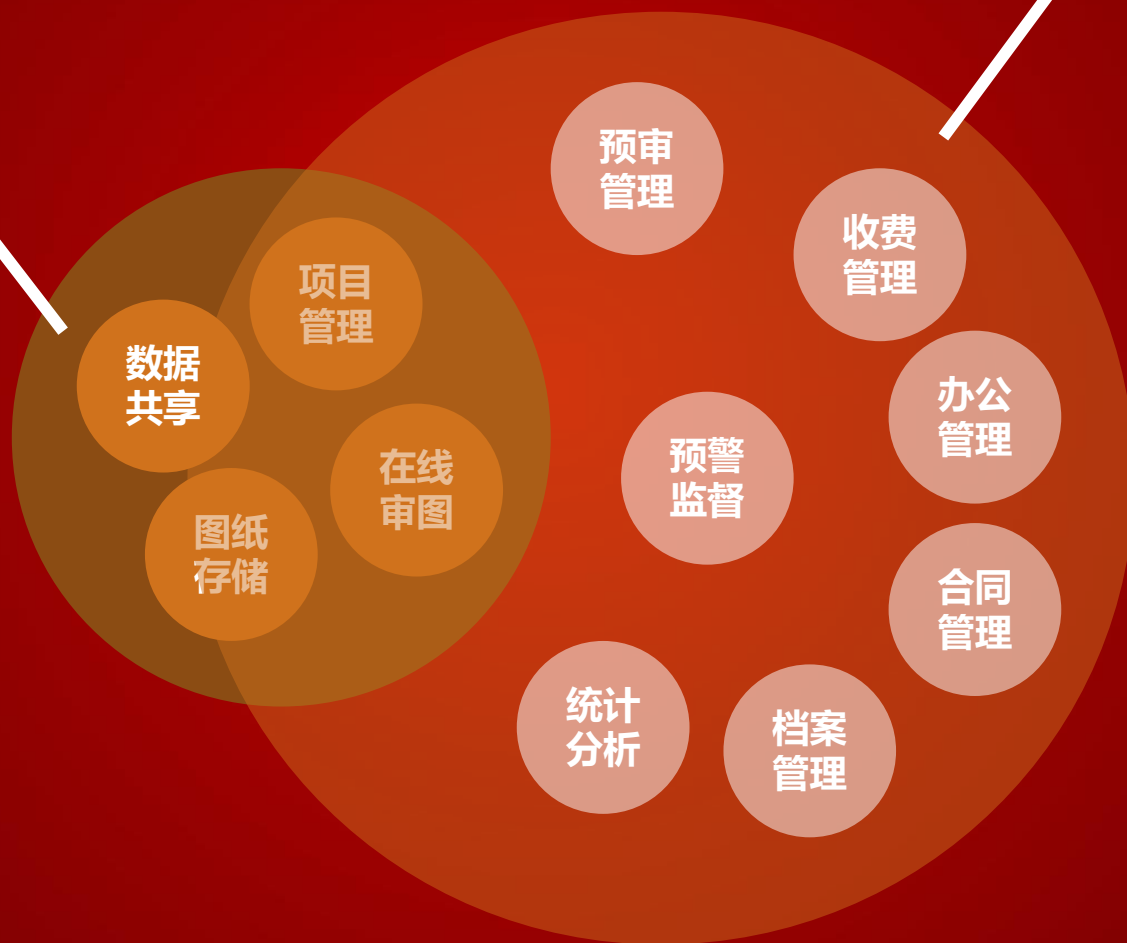 预审
管理
收费
管理
项目
管理
数据
共享
办公
管理
预警
监督
在线
审图
图纸
存储
合同
管理
统计
分析
档案
管理